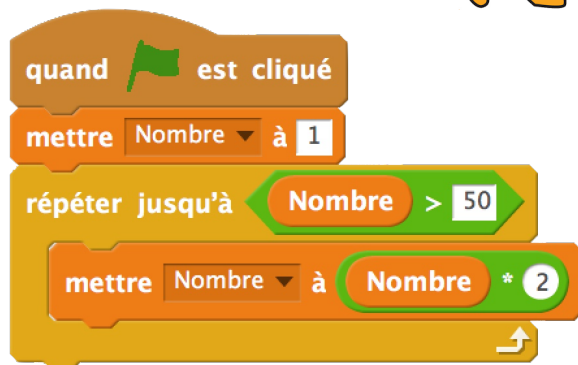 quand est cliqué
mettre Nombre à 1
répéter jusqu'à Nombre > 50
mettre Nombre à Nombre * 2